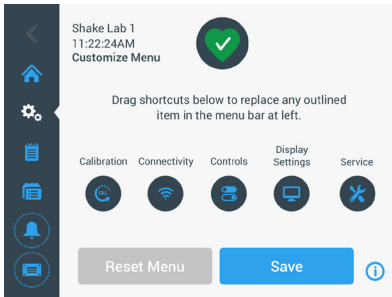 Shake Lab 1
11:22:24AM
Customize Menu
Drag shortcuts below to replace any outlined
item in the menu bar at left.
Calibration
Connectivity
Controls
Display
Settings
Service
CAL
Reset Menu
Save
i